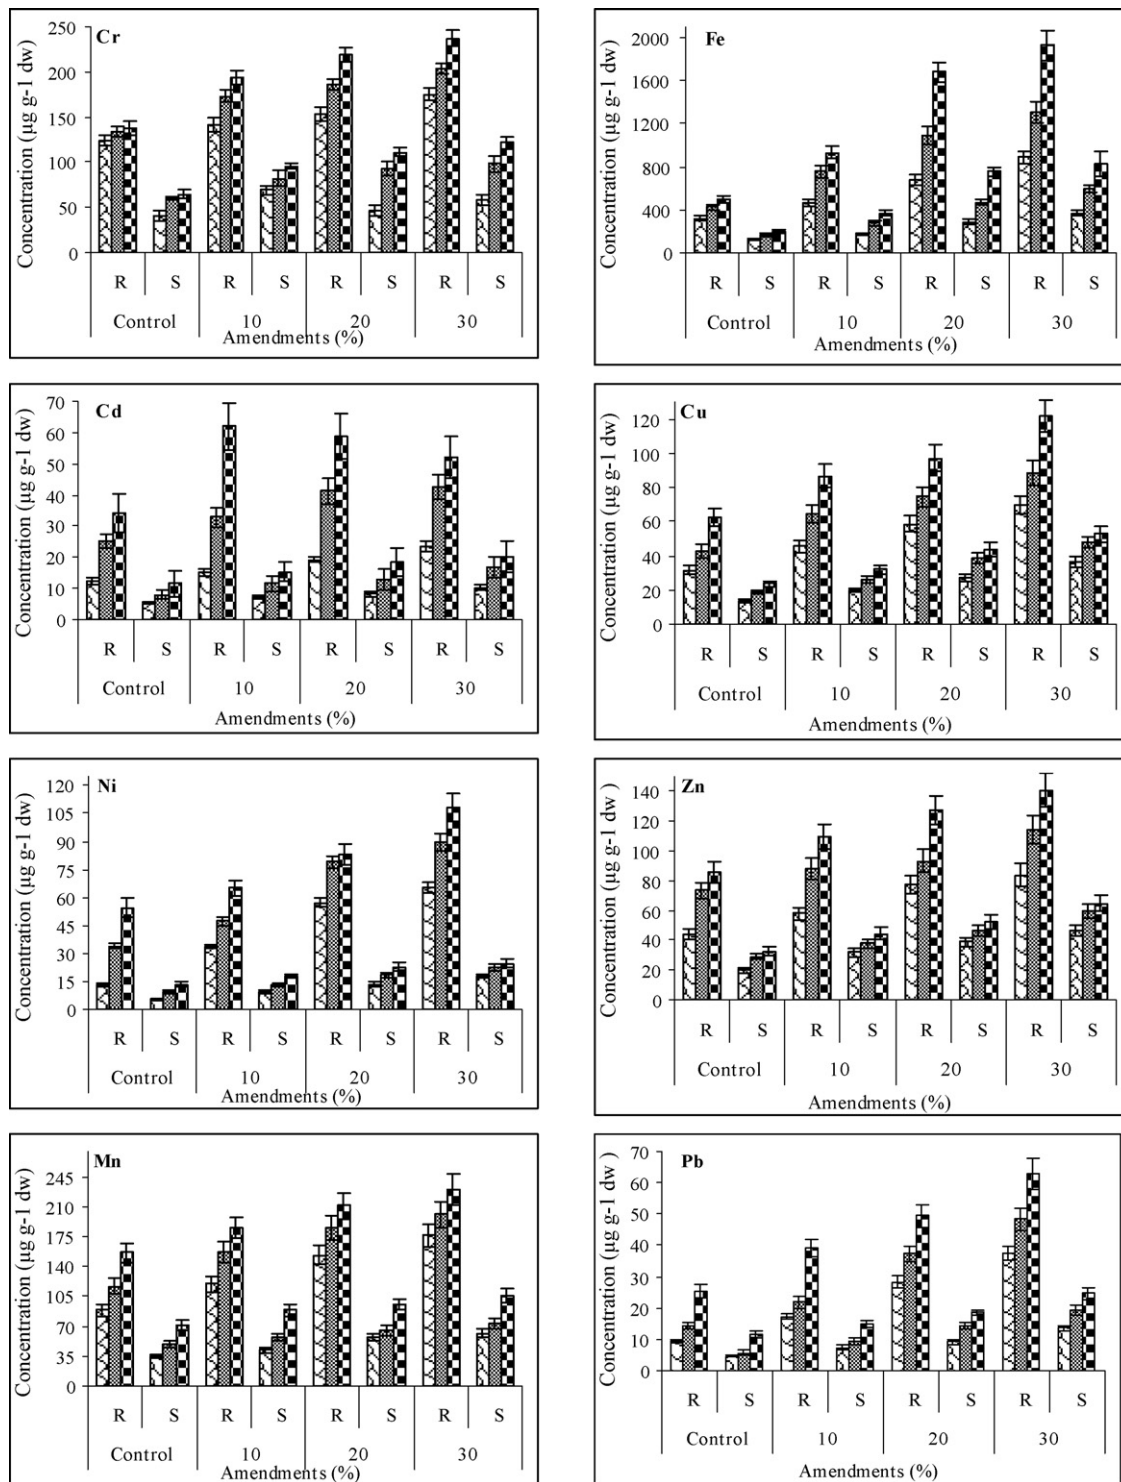 Cr
Concentration (µg g-1 dw)
250
200
150
100
50
0
R S R S R S R S
Control 10 20 30
Amendments (%)
Fe
Concentration (µg g-1 dw)
2000
1600
1200
800
400
0
R S R S R S R S
Control 10 20 30
Amendments (%)
Cd
Concentration (µg g-1 dw)
70
60
50
40
30
20
10
0
R S R S R S R S
Control 10 20 30
Amendments (%)
Cu
Concentration (µg g-1 dw)
120
100
80
60
40
20
0
R S R S R S R S
Control 10 20 30
Amendments (%)
Ni
Concentration (µg g-1 dw)
120
105
90
75
60
45
30
15
0
R S R S R S R S
Control 10 20 30
Amendments (%)
Zn
Concentration (µg g-1 dw)
140
120
100
80
60
40
20
0
R S R S R S R S
Control 10 20 30
Amendments (%)
Mn
Concentration (µg g-1 dw)
245
210
175
140
105
70
35
0
R S R S R S R S
Control 10 20 30
Amendments (%)
Pb
Concentration (µg g-1 dw )
70
60
50
40
30
20
10
0
R S R S R S R S
Control 10 20 30
Amendments (%)